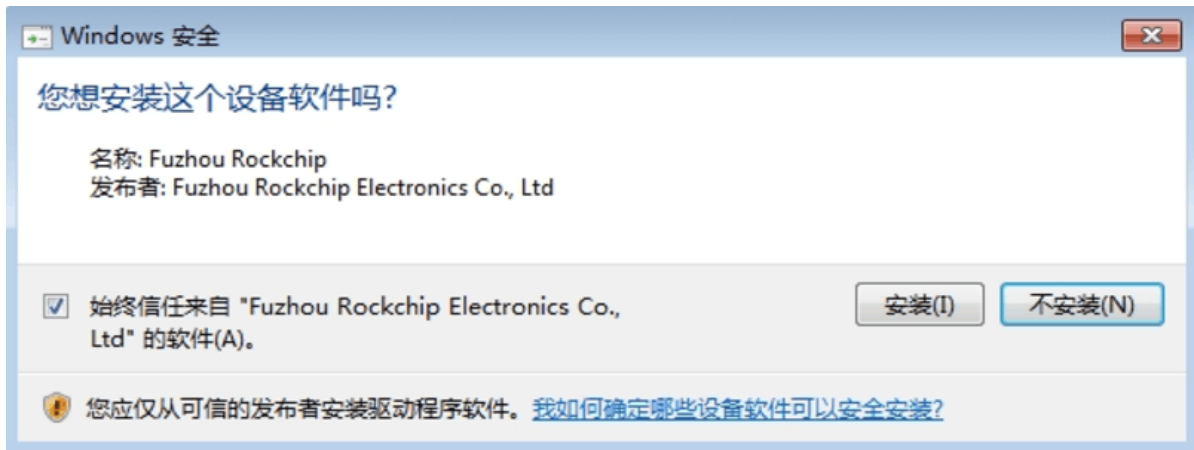 Windows 安全
您想安装这个设备软件吗?
名称: Fuzhou Rockchip
发布者: Fuzhou Rockchip Electronics Co., Ltd
始终信任来自 "Fuzhou Rockchip Electronics Co.,
Ltd" 的软件(A)。
安装(I)
不安装(N)
您应仅从可信的发布者安装驱动程序软件。我如何确定哪些设备软件可以安全安装?